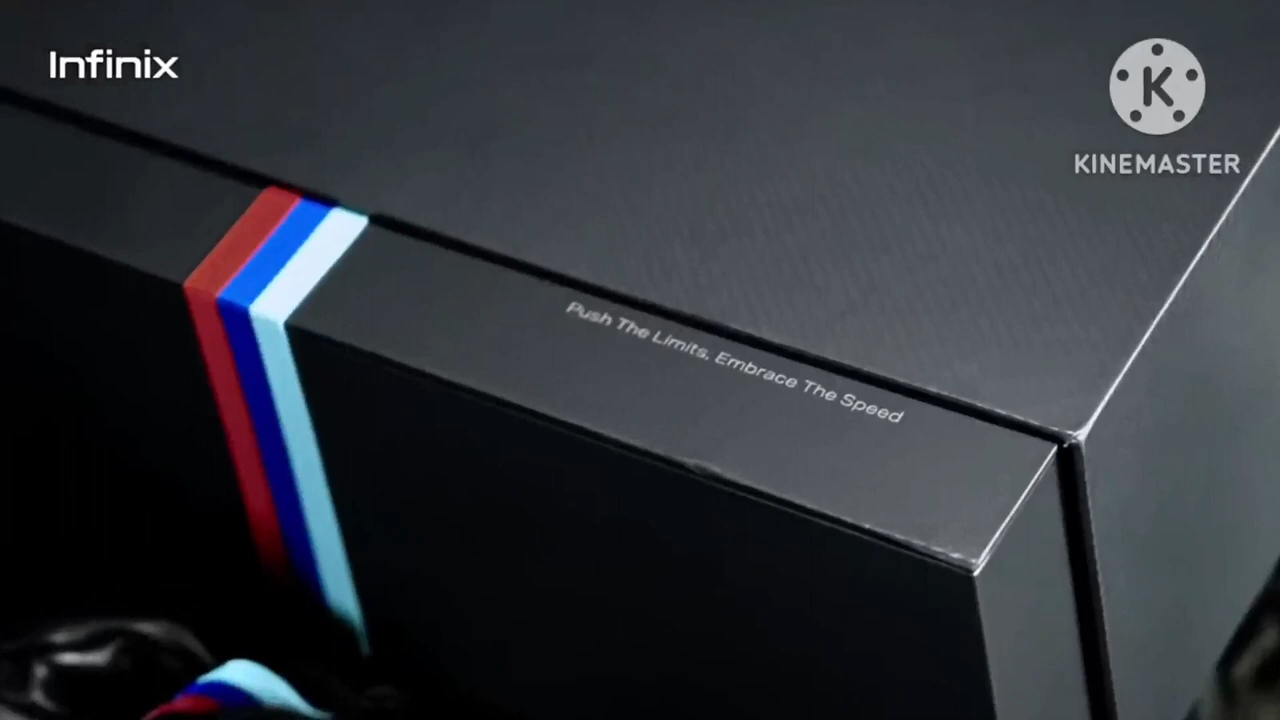 Infinix
K
KINEMASTER
Push The Limits, Embrace The Speed